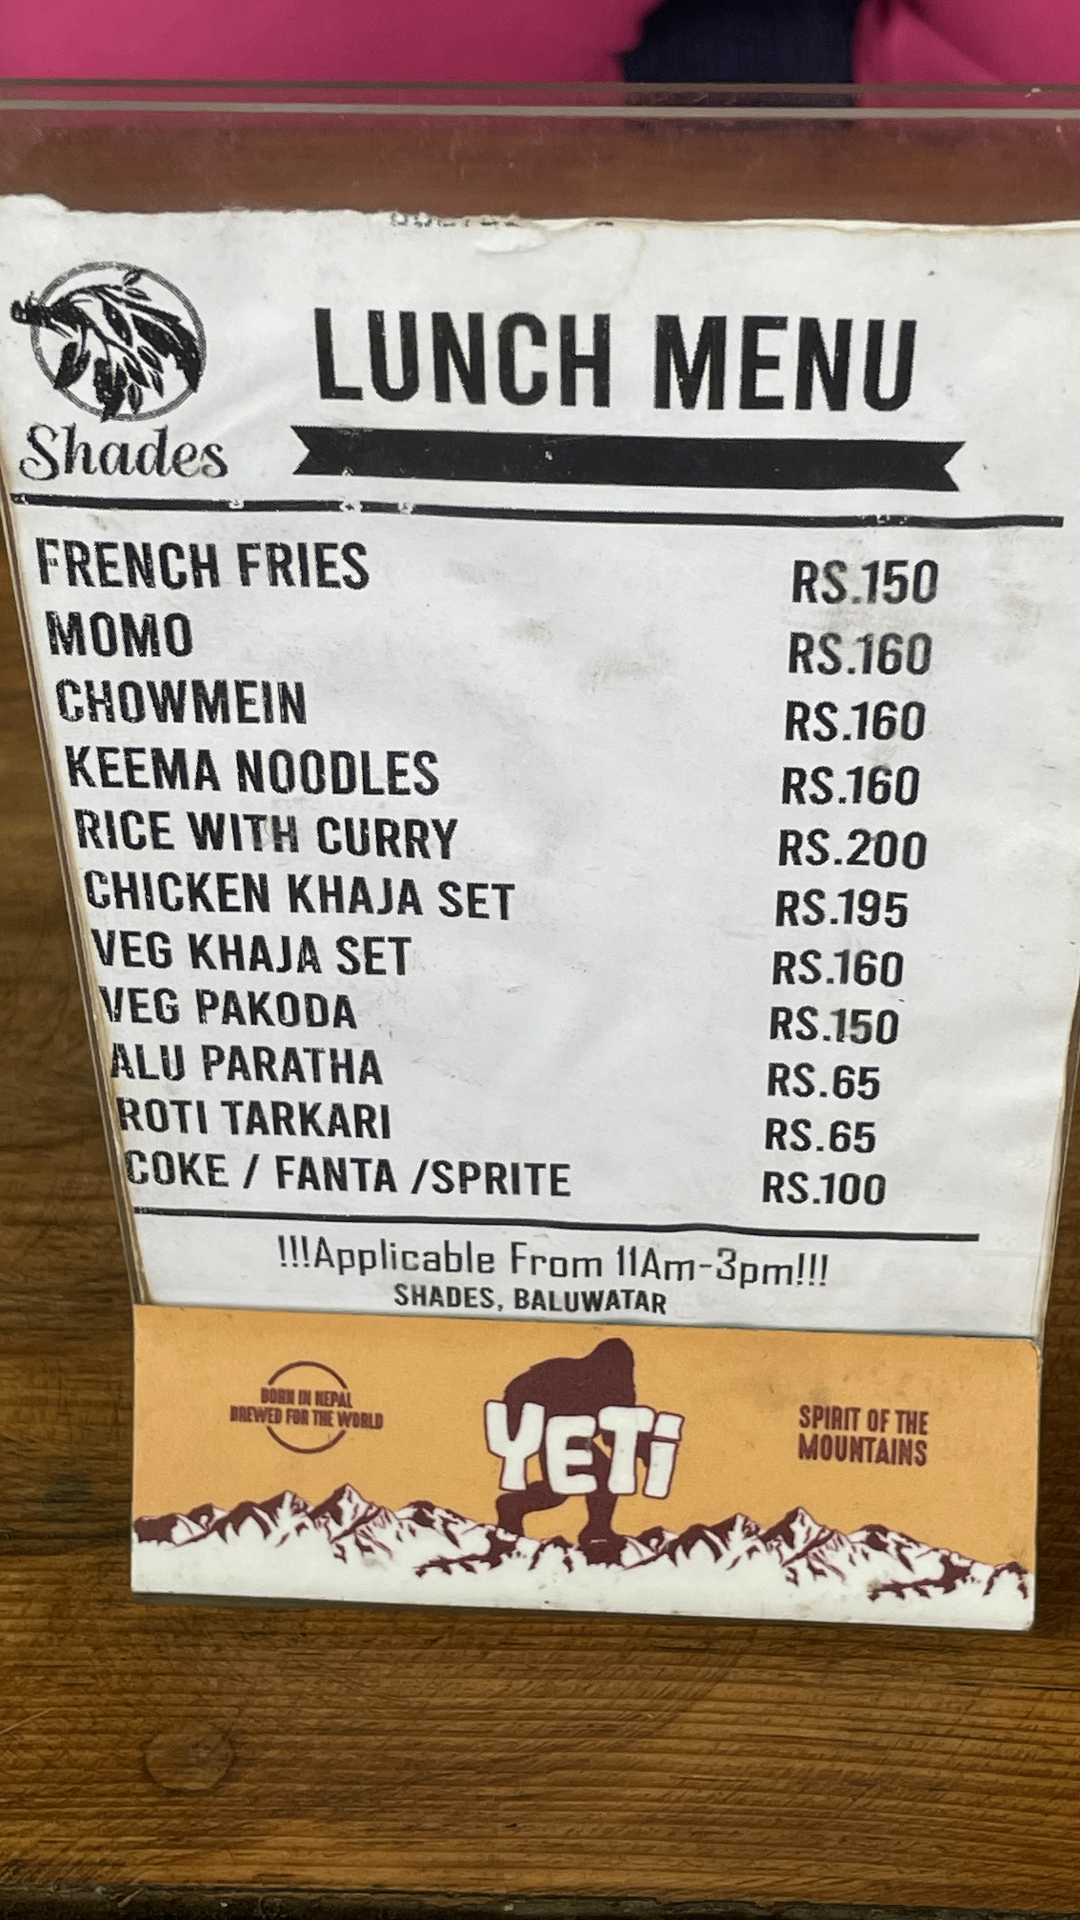 Shades
LUNCH MENU
FRENCH FRIES RS.150
MOMO RS.160
CHOWMEIN RS.160
KEEMA NOODLES RS.160
RICE WITH CURRY RS.200
CHICKEN KHAJA SET RS.195
VEG KHAJA SET RS.160
VEG PAKODA RS.150
ALU PARATHA RS.65
ROTI TARKARI RS.65
COKE / FANTA /SPRITE RS.100
!!!Applicable From 11Am-3pm!!!
SHADES, BALUWATAR
BORN IN NEPAL
BREWED FOR THE WORLD
YETi
SPIRIT OF THE
MOUNTAINS